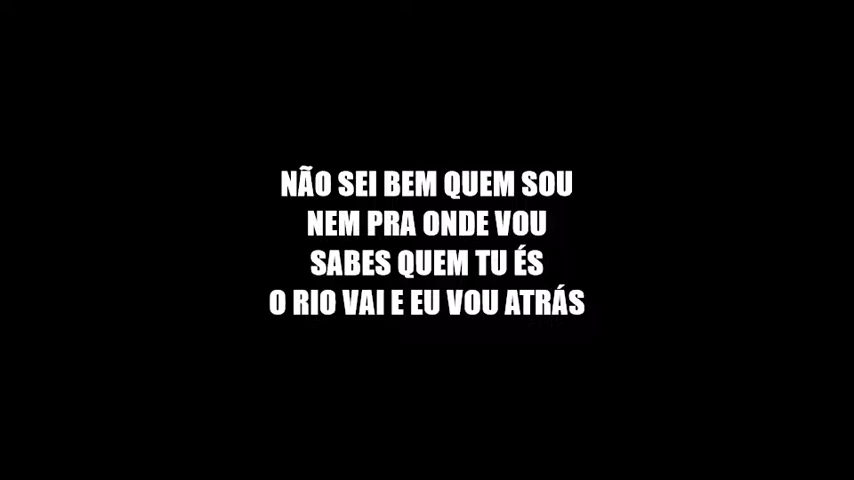 NÃO SEI BEM QUEM SOU
NEM PRA ONDE VOU
SABES QUEM TU ÉS
O RIO VAI E EU VOU ATRÁS